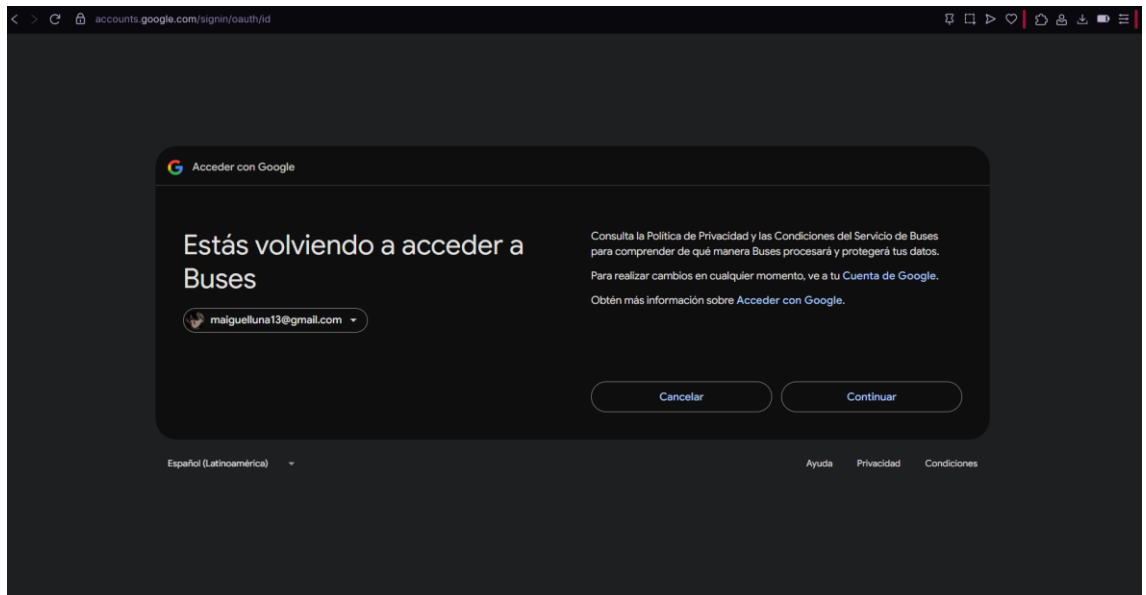 accounts.google.com/signin/oauth/id
Acceder con Google
Estás volviendo a acceder a
Buses
maiguelluna13@gmail.com
Consulta la Política de Privacidad y las Condiciones del Servicio de Buses
para comprender de qué manera Buses procesará y protegerá tus datos.
Para realizar cambios en cualquier momento, ve a tu Cuenta de Google.
Obtén más información sobre Acceder con Google.
Cancelar
Continuar
Español (Latinoamérica)
Ayuda Privacidad Condiciones